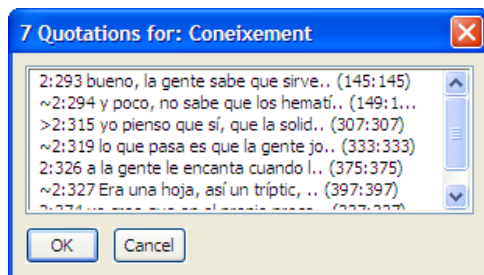 7 Quotations for: Coneixement
2:293 bueno, la gente sabe que sirve.. (145:145)
~2:294 y poco, no sabe que los hematí.. (149:1...
>2:315 yo pienso que sí, que la solid.. (307:307)
~2:319 lo que pasa es que la gente jo.. (333:333)
2:326 a la gente le encanta cuando l.. (375:375)
~2:327 Era una hoja, así un tríptic, .. (397:397)
OK
Cancel